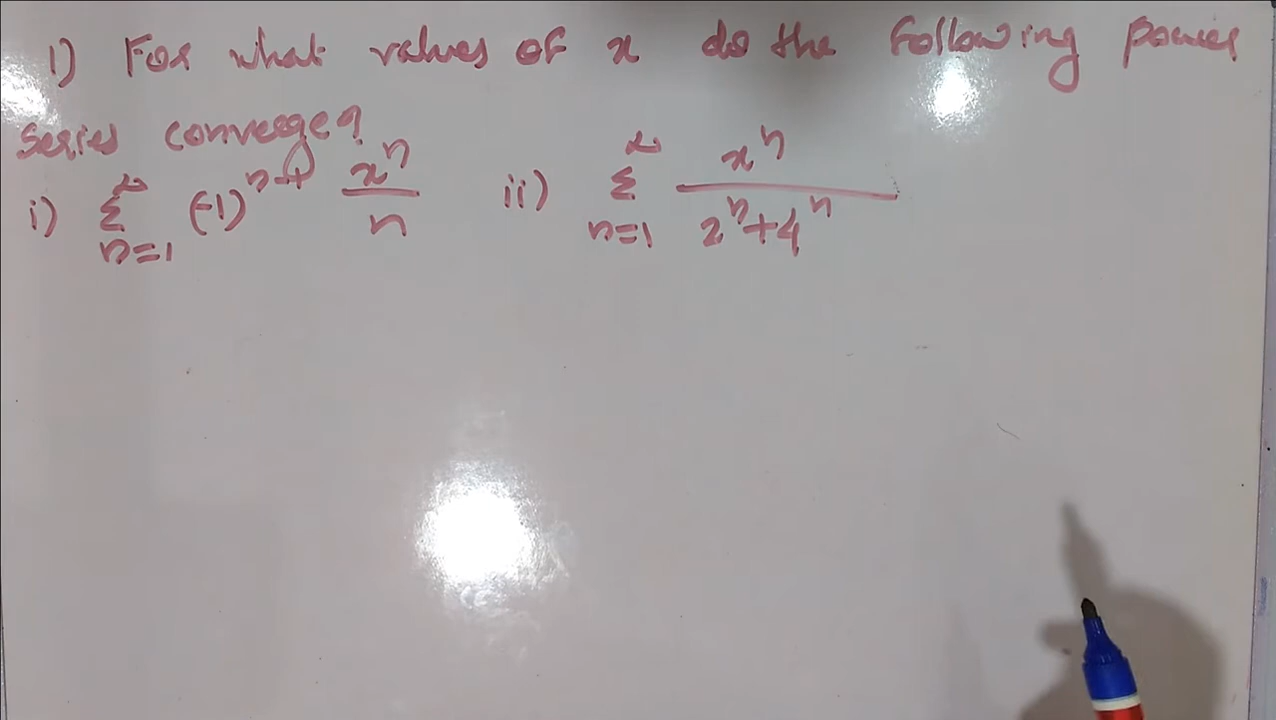 1) For what values of x do the following power
series converge?
i) Σ_{n=1}^{∞} (-1)^{n-1} x^n/n ii) Σ_{n=1}^{∞} x^n/(2^n+4^n)